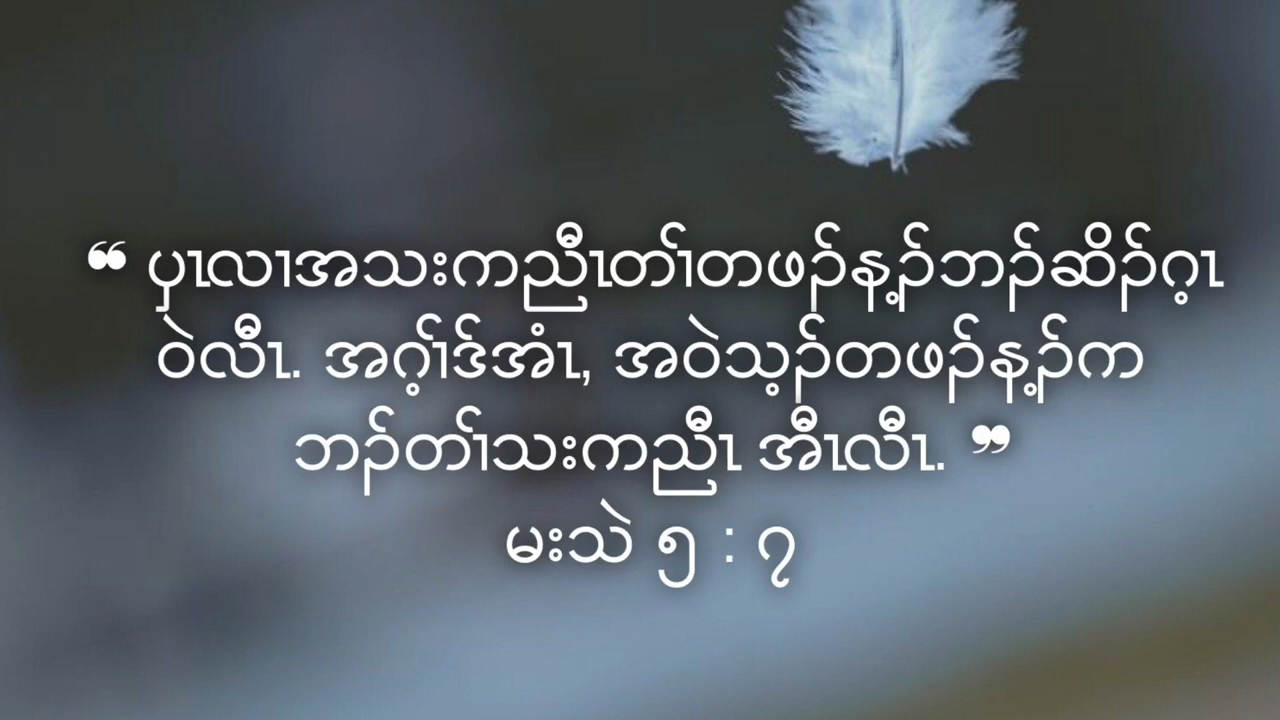 ❝ ပှၤလၢအသးကညီၤတၢ်တဖၣ်န့ၣ်ဘၣ်ဆိၣ်ဂ့ၤ
ဝဲလီၤ. အဂ့ၢ်ဒ်အံၤ, အဝဲသ့ၣ်တဖၣ်န့ၣ်က
ဘၣ်တၢ်သးကညီၤ အီၤလီၤ. ❞
မးသဲ ၅ : ၇